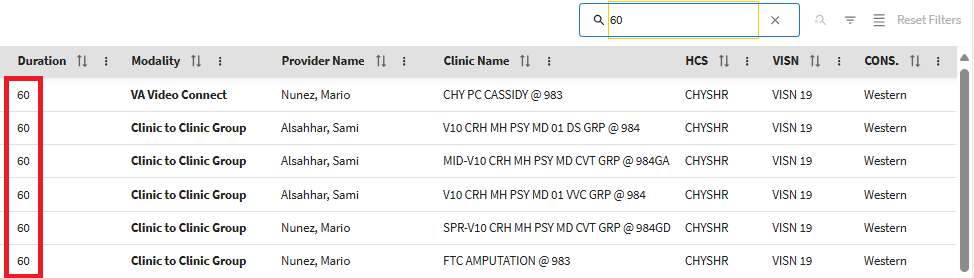 60 Reset Filters
Duration Modality Provider Name Clinic Name HCS VISN CONS.
60 VA Video Connect Nunez, Mario CHY PC CASSIDY @ 983 CHYSHR VISN 19 Western
60 Clinic to Clinic Group Alsahhar, Sami V10 CRH MH PSY MD 01 DS GRP @ 984 CHYSHR VISN 19 Western
60 Clinic to Clinic Group Alsahhar, Sami MID-V10 CRH MH PSY MD CVT GRP @ 984GA CHYSHR VISN 19 Western
60 Clinic to Clinic Group Alsahhar, Sami V10 CRH MH PSY MD 01 VVC GRP @ 984 CHYSHR VISN 19 Western
60 Clinic to Clinic Group Nunez, Mario SPR-V10 CRH MH PSY MD CVT GRP @ 984GD CHYSHR VISN 19 Western
60 Clinic to Clinic Group Nunez, Mario FTC AMPUTATION @ 983 CHYSHR VISN 19 Western